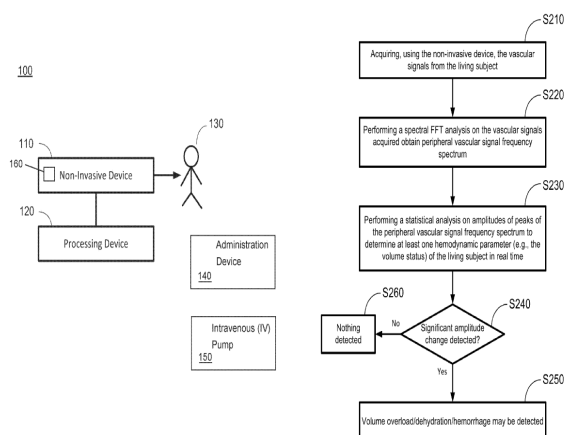 100
110
160
Non-Invasive Device
130
120
Processing Device
Administration
Device
140
Intravenous (IV)
Pump
150
S210
Acquiring, using the non-invasive device, the vascular
signals from the living subject
S220
Performing a spectral FFT analysis on the vascular signals
acquired obtain peripheral vascular signal frequency
spectrum
S230
Performing a statistical analysis on amplitudes of peaks of
the peripheral vascular signal frequency spectrum to
determine at least one hemodynamic parameter (e.g., the
volume status) of the living subject in real time
S260
Nothing
detected
No
S240
Significant amplitude
change detected?
Yes
S250
Volume overload/dehydration/hemorrhage may be detected